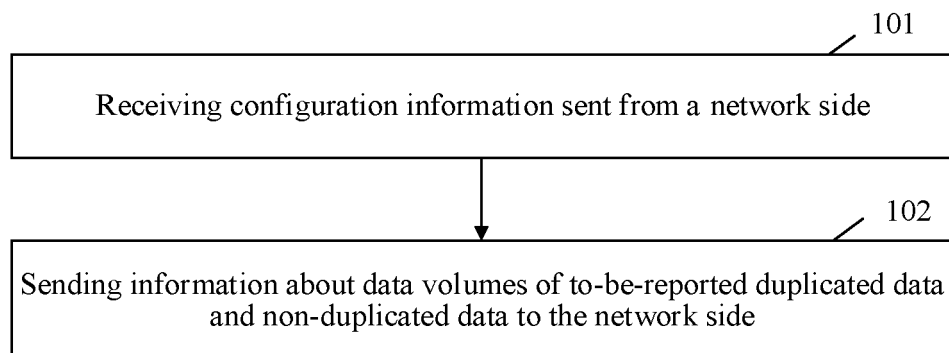 101
Receiving configuration information sent from a network side
102
Sending information about data volumes of to-be-reported duplicated data
and non-duplicated data to the network side